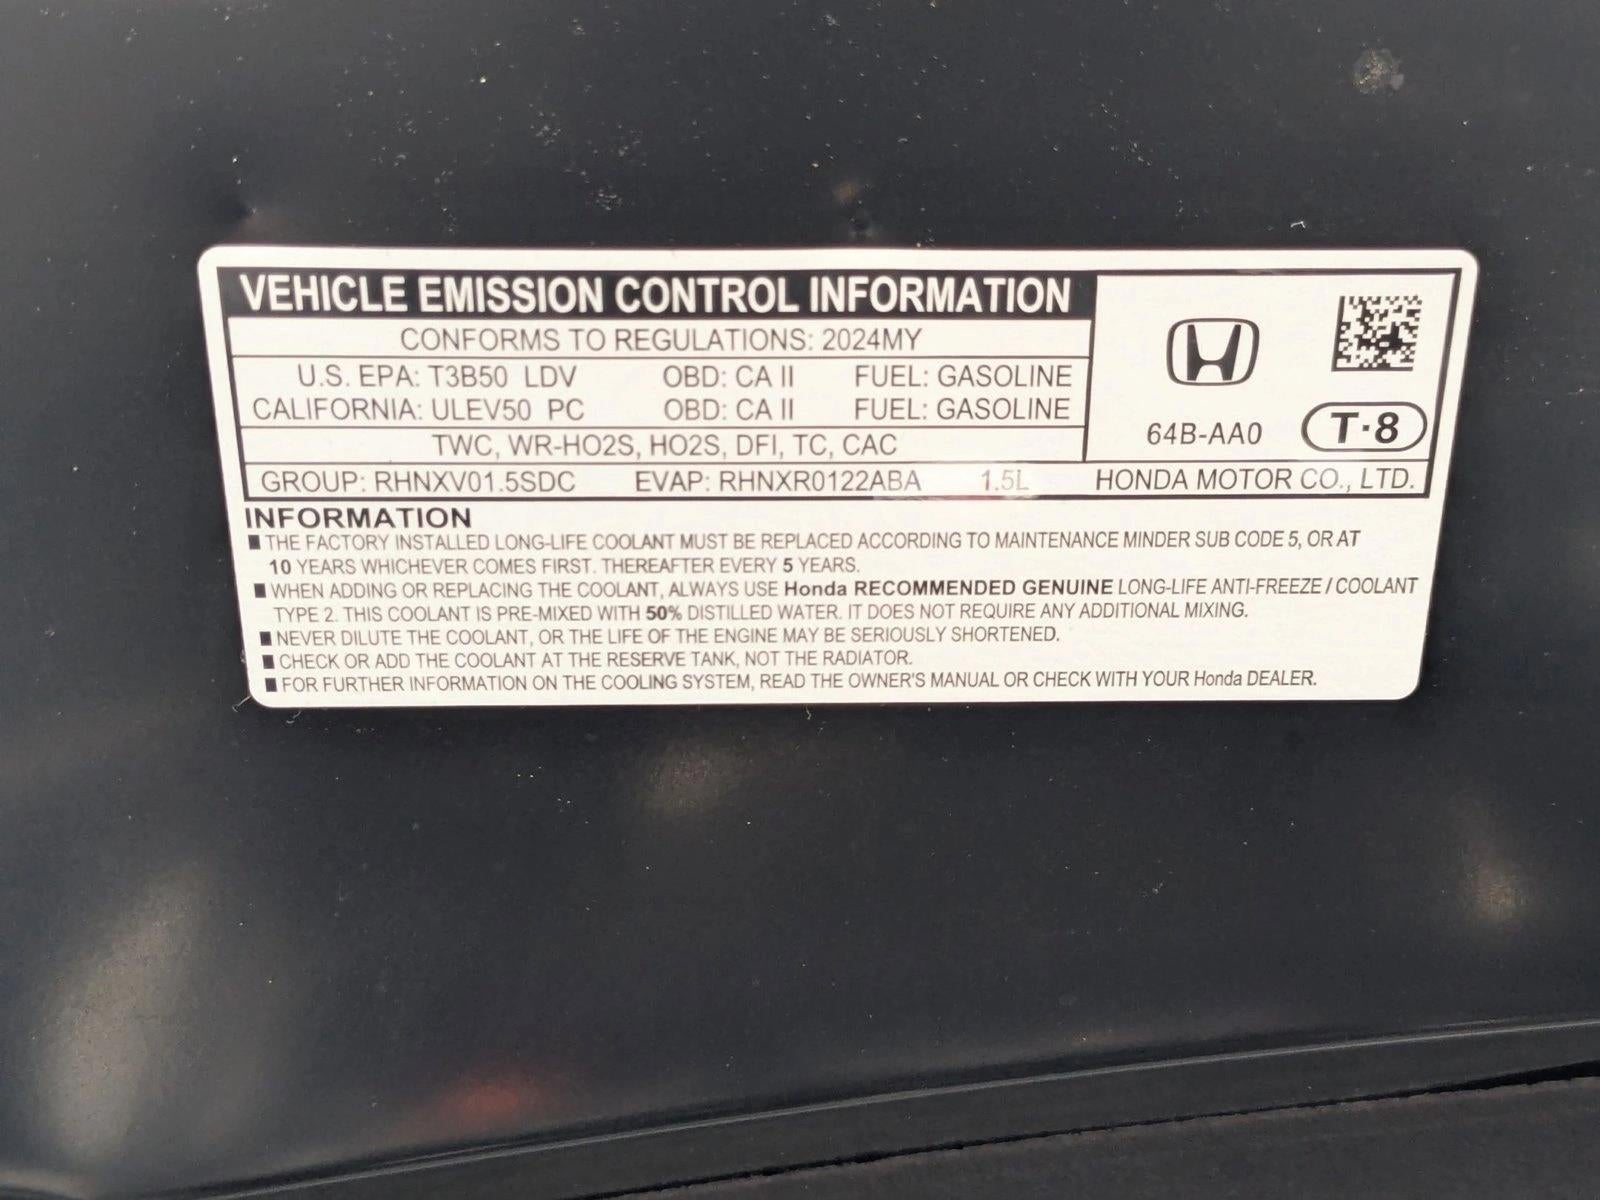 VEHICLE EMISSION CONTROL INFORMATION
CONFORMS TO REGULATIONS: 2024MY
U.S. EPA: T3B50 LDV OBD: CA II FUEL: GASOLINE
CALIFORNIA: ULEV50 PC OBD: CA II FUEL: GASOLINE
TWC, WR-HO2S, HO2S, DFI, TC, CAC
64B-AA0 T·8
GROUP: RHNXV01.5SDC EVAP: RHNXR0122ABA 1.5L HONDA MOTOR CO., LTD.
INFORMATION
■ THE FACTORY INSTALLED LONG-LIFE COOLANT MUST BE REPLACED ACCORDING TO MAINTENANCE MINDER SUB CODE 5, OR AT
10 YEARS WHICHEVER COMES FIRST. THEREAFTER EVERY 5 YEARS.
■ WHEN ADDING OR REPLACING THE COOLANT, ALWAYS USE Honda RECOMMENDED GENUINE LONG-LIFE ANTI-FREEZE / COOLANT
TYPE 2. THIS COOLANT IS PRE-MIXED WITH 50% DISTILLED WATER. IT DOES NOT REQUIRE ANY ADDITIONAL MIXING.
■ NEVER DILUTE THE COOLANT, OR THE LIFE OF THE ENGINE MAY BE SERIOUSLY SHORTENED.
■ CHECK OR ADD THE COOLANT AT THE RESERVE TANK, NOT THE RADIATOR.
■ FOR FURTHER INFORMATION ON THE COOLING SYSTEM, READ THE OWNER'S MANUAL OR CHECK WITH YOUR Honda DEALER.